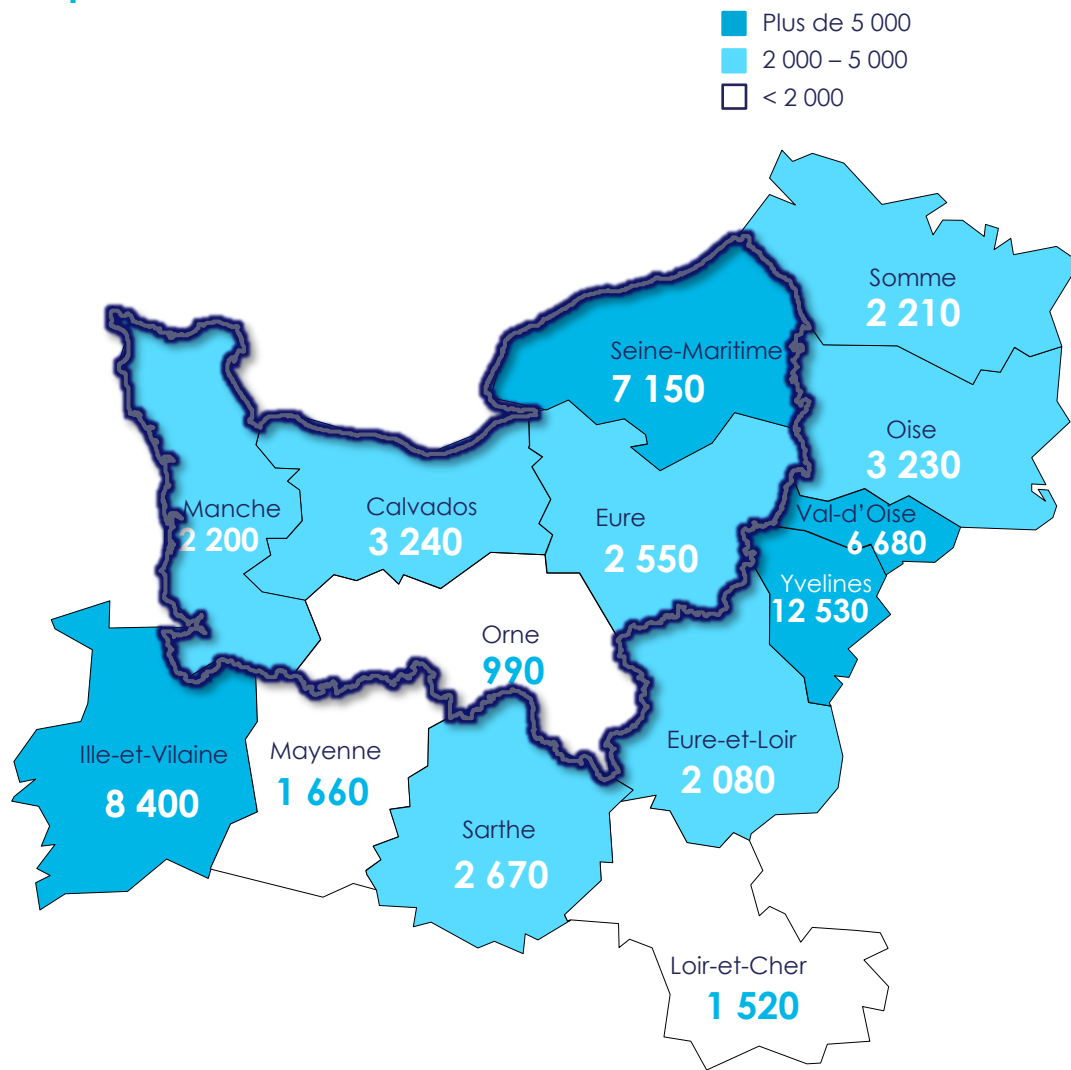 Plus de 5 000
2 000 – 5 000
< 2 000
Somme
2 210
Seine-Maritime
7 150
Oise
3 230
Manche
2 200
Calvados
3 240
Eure
2 550
Val-d’Oise
6 680
Yvelines
12 530
Orne
990
Ille-et-Vilaine
8 400
Mayenne
1 660
Eure-et-Loir
2 080
Sarthe
2 670
Loir-et-Cher
1 520